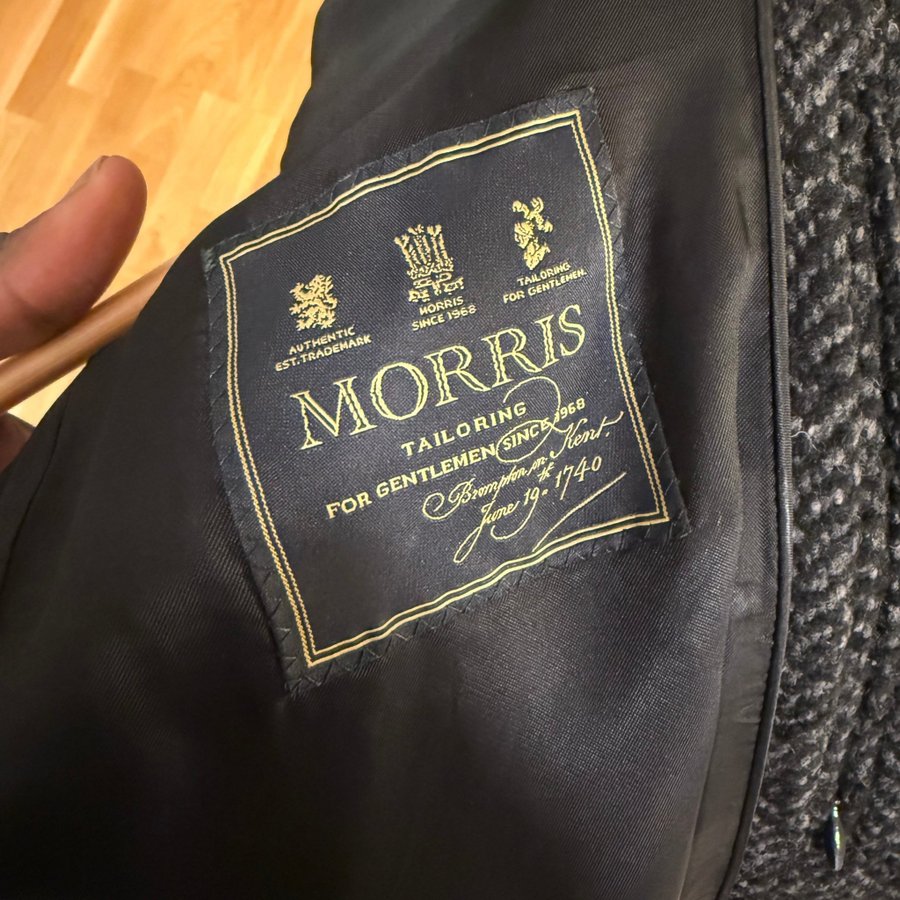 AUTHENTIC
EST. TRADEMARK
MORRIS
SINCE 1968
TAILORING
FOR GENTLEMEN.
MORRIS
TAILORING
FOR GENTLEMEN SINCE 1968
Brompton, on Kent.
June 19th. 1740